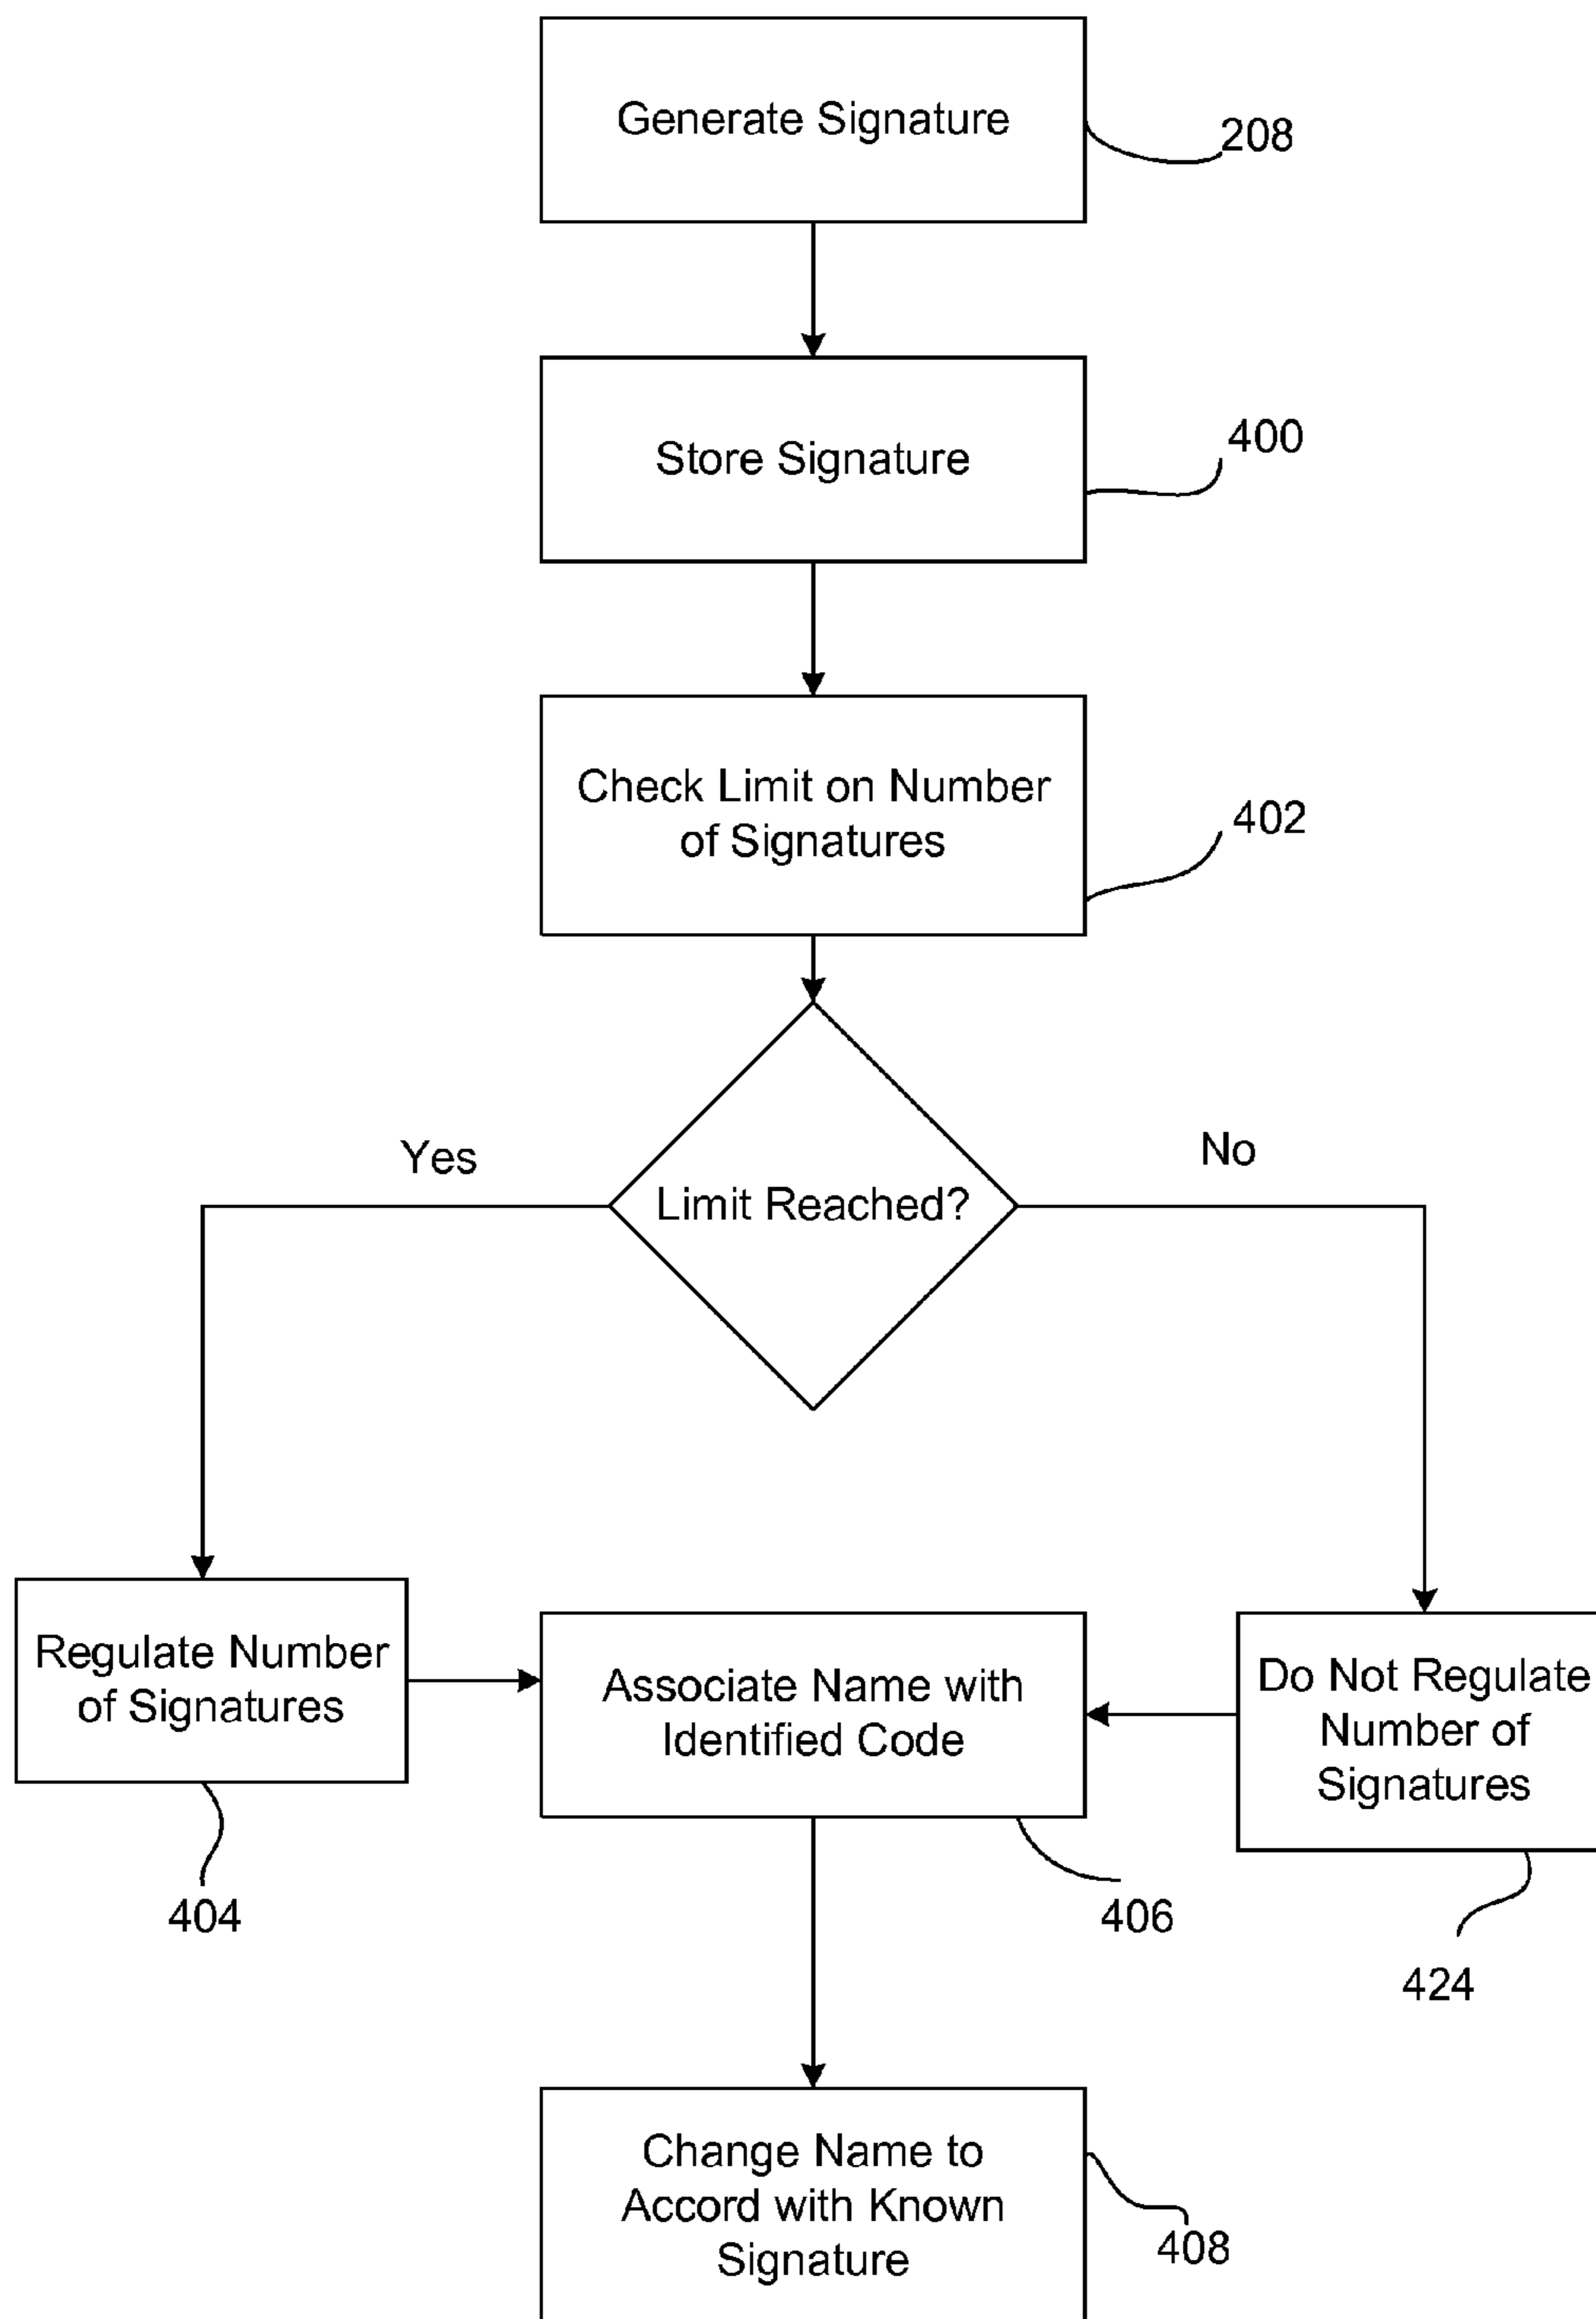 Generate Signature
208
Store Signature
400
Check Limit on Number
of Signatures
402
Yes
No
Limit Reached?
Regulate Number
of Signatures
Associate Name with
Identified Code
Do Not Regulate
Number of
Signatures
404
406
424
Change Name to
Accord with Known
Signature
408